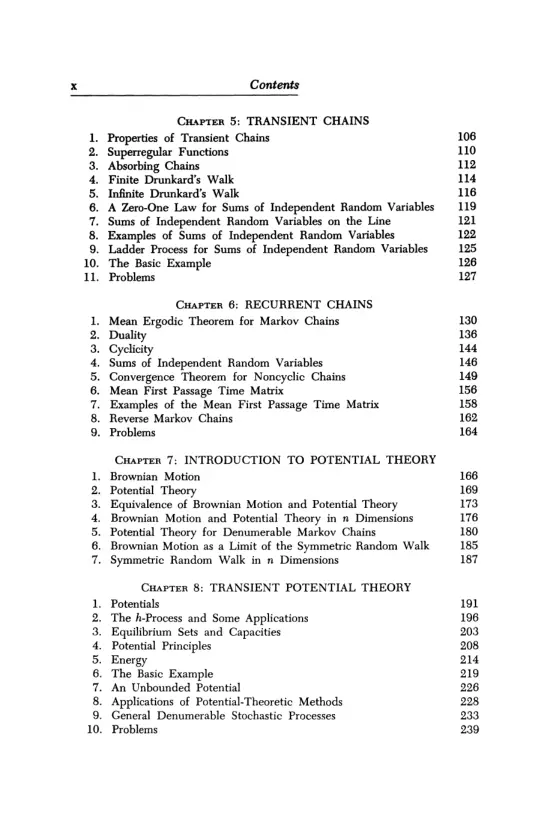 x Contents
CHAPTER 5: TRANSIENT CHAINS
1. Properties of Transient Chains 106
2. Superregular Functions 110
3. Absorbing Chains 112
4. Finite Drunkard's Walk 114
5. Infinite Drunkard's Walk 116
6. A Zero-One Law for Sums of Independent Random Variables 119
7. Sums of Independent Random Variables on the Line 121
8. Examples of Sums of Independent Random Variables 122
9. Ladder Process for Sums of Independent Random Variables 125
10. The Basic Example 126
11. Problems 127
CHAPTER 6: RECURRENT CHAINS
1. Mean Ergodic Theorem for Markov Chains 130
2. Duality 136
3. Cyclicity 144
4. Sums of Independent Random Variables 146
5. Convergence Theorem for Noncyclic Chains 149
6. Mean First Passage Time Matrix 156
7. Examples of the Mean First Passage Time Matrix 158
8. Reverse Markov Chains 162
9. Problems 164
CHAPTER 7: INTRODUCTION TO POTENTIAL THEORY
1. Brownian Motion 166
2. Potential Theory 169
3. Equivalence of Brownian Motion and Potential Theory 173
4. Brownian Motion and Potential Theory in n Dimensions 176
5. Potential Theory for Denumerable Markov Chains 180
6. Brownian Motion as a Limit of the Symmetric Random Walk 185
7. Symmetric Random Walk in n Dimensions 187
CHAPTER 8: TRANSIENT POTENTIAL THEORY
1. Potentials 191
2. The h-Process and Some Applications 196
3. Equilibrium Sets and Capacities 203
4. Potential Principles 208
5. Energy 214
6. The Basic Example 219
7. An Unbounded Potential 226
8. Applications of Potential-Theoretic Methods 228
9. General Denumerable Stochastic Processes 233
10. Problems 239